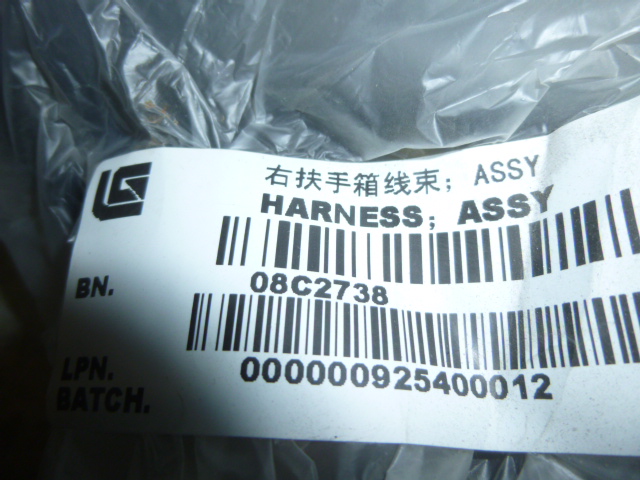 右扶手箱线束; ASSY
HARNESS; ASSY
BN. 08C2738
LPN. 000000925400012
BATCH.